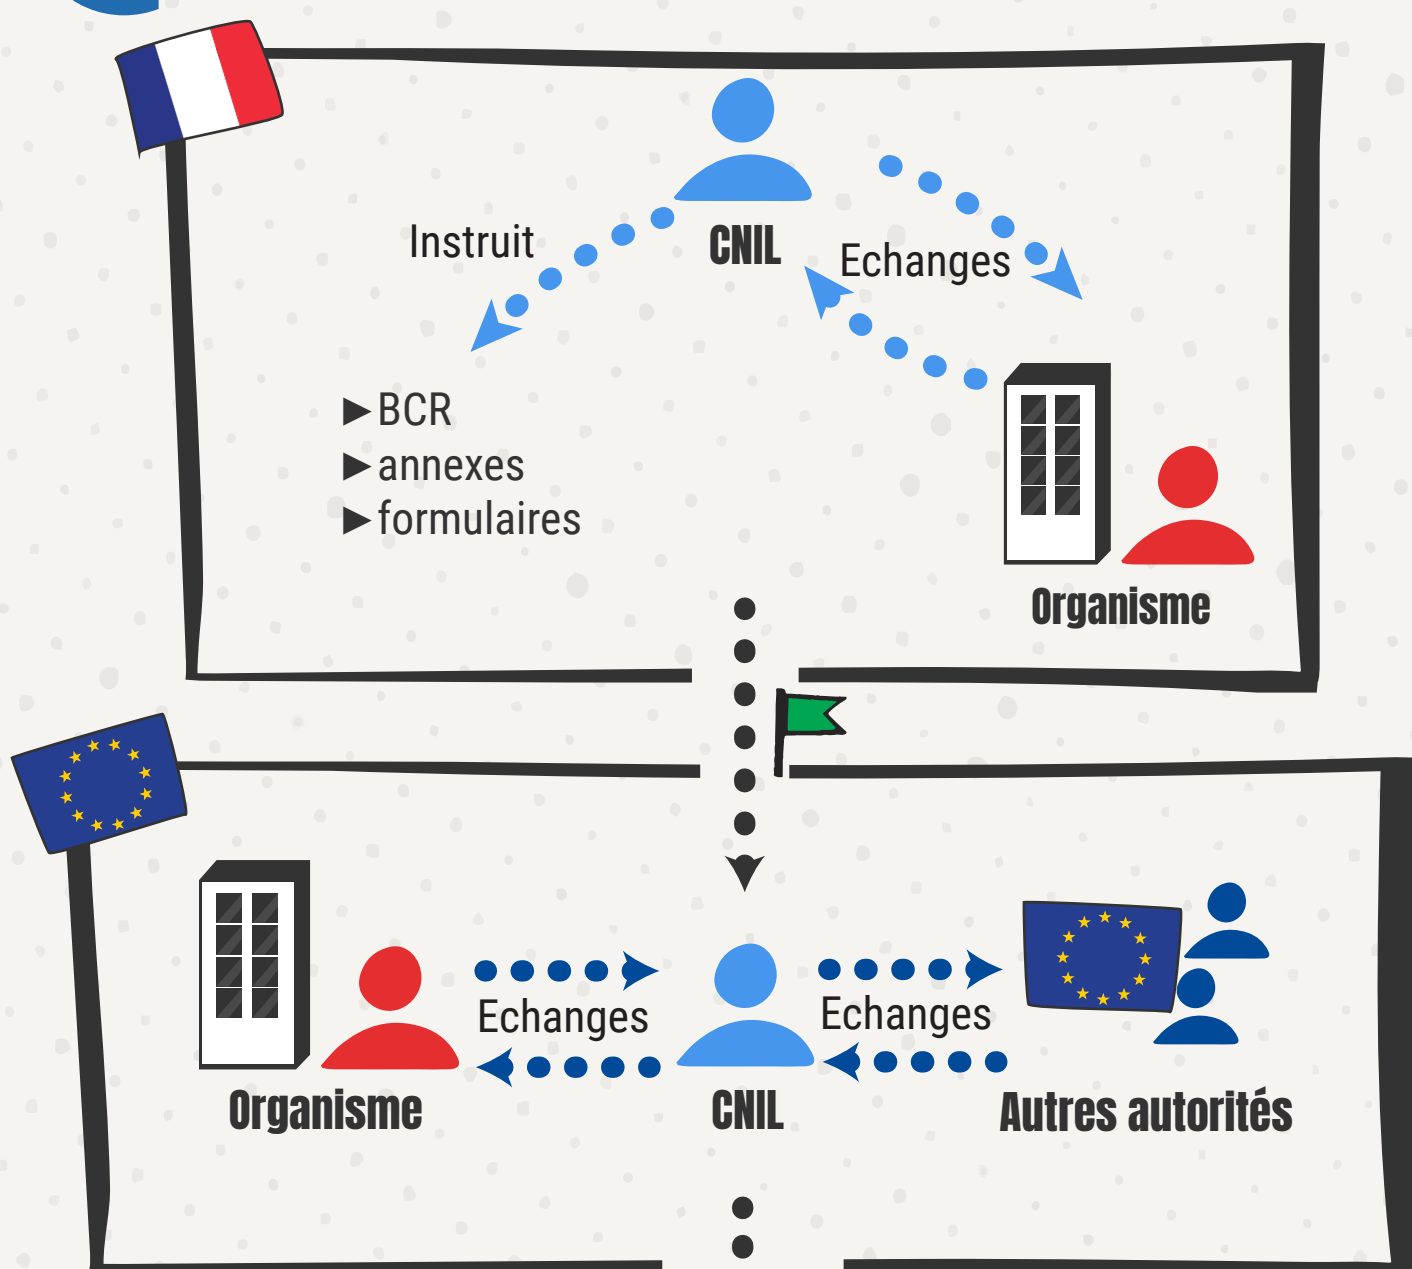 CNIL
Instruit
Echanges
►BCR
►annexes
►formulaires
Organisme
Echanges
Echanges
Organisme
CNIL
Autres autorités